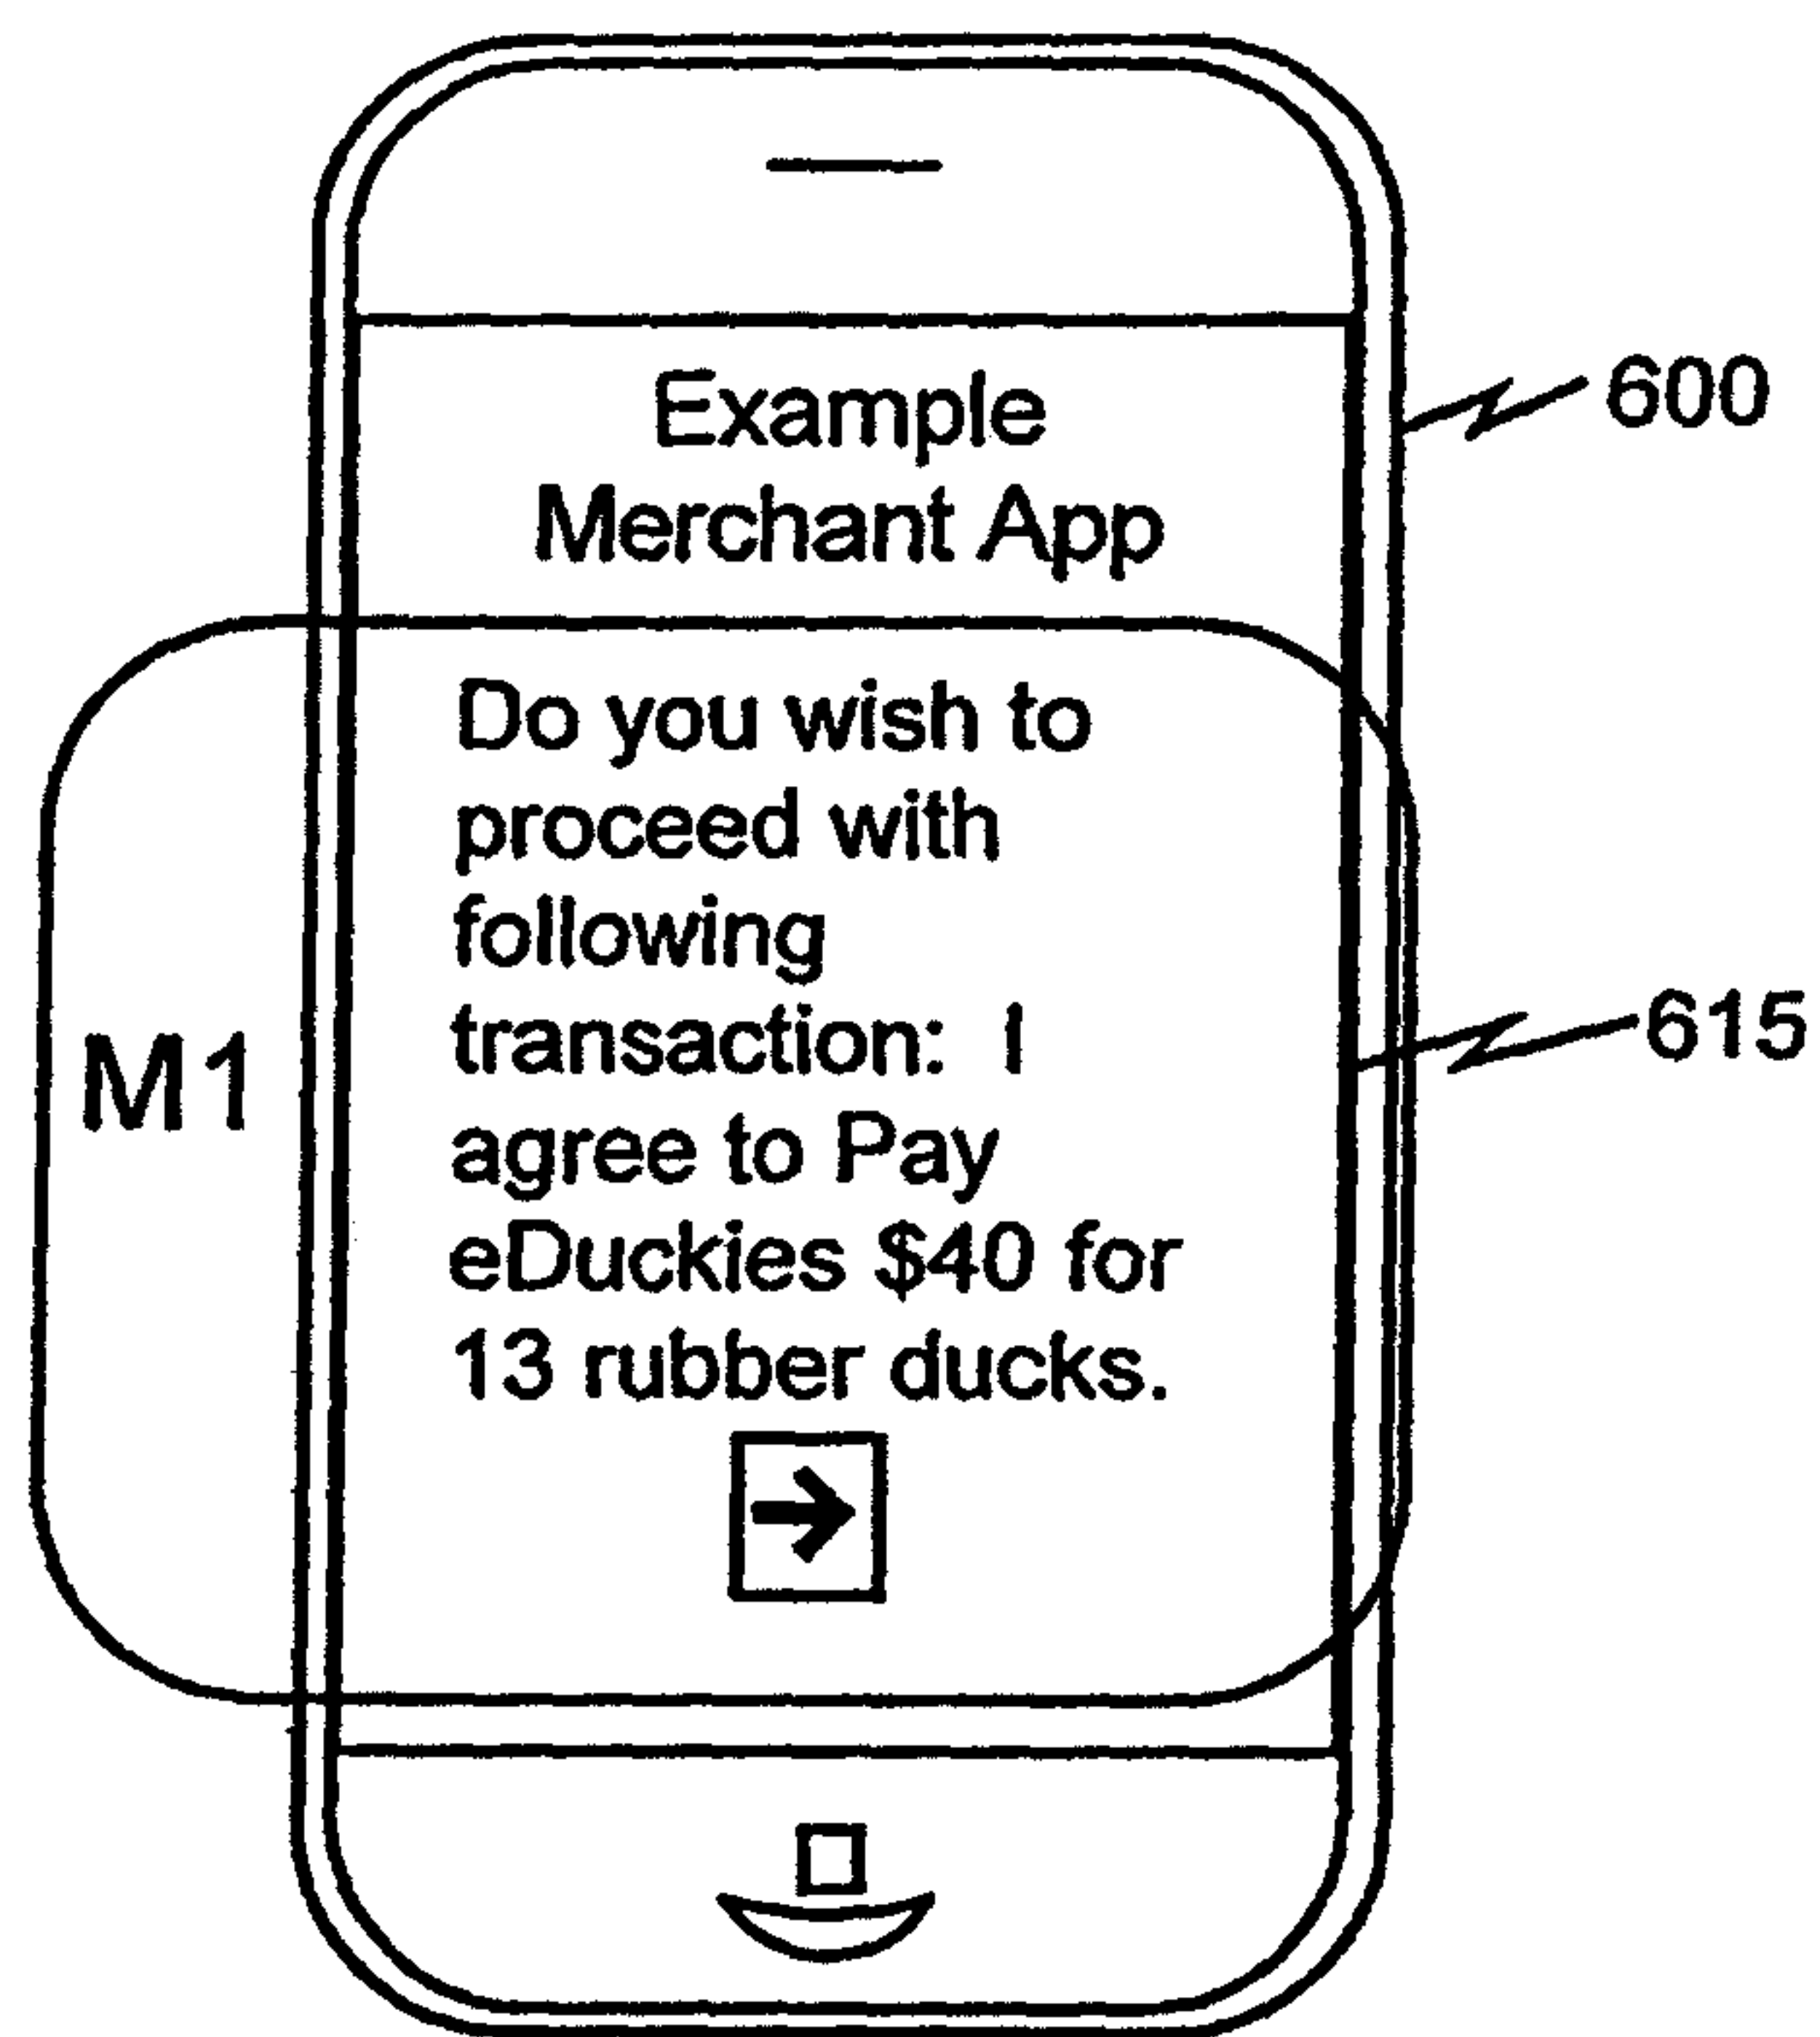 Example
Merchant App
600
Do you wish to
proceed with
following
transaction: I
agree to Pay
eDuckies $40 for
13 rubber ducks.
M1
615